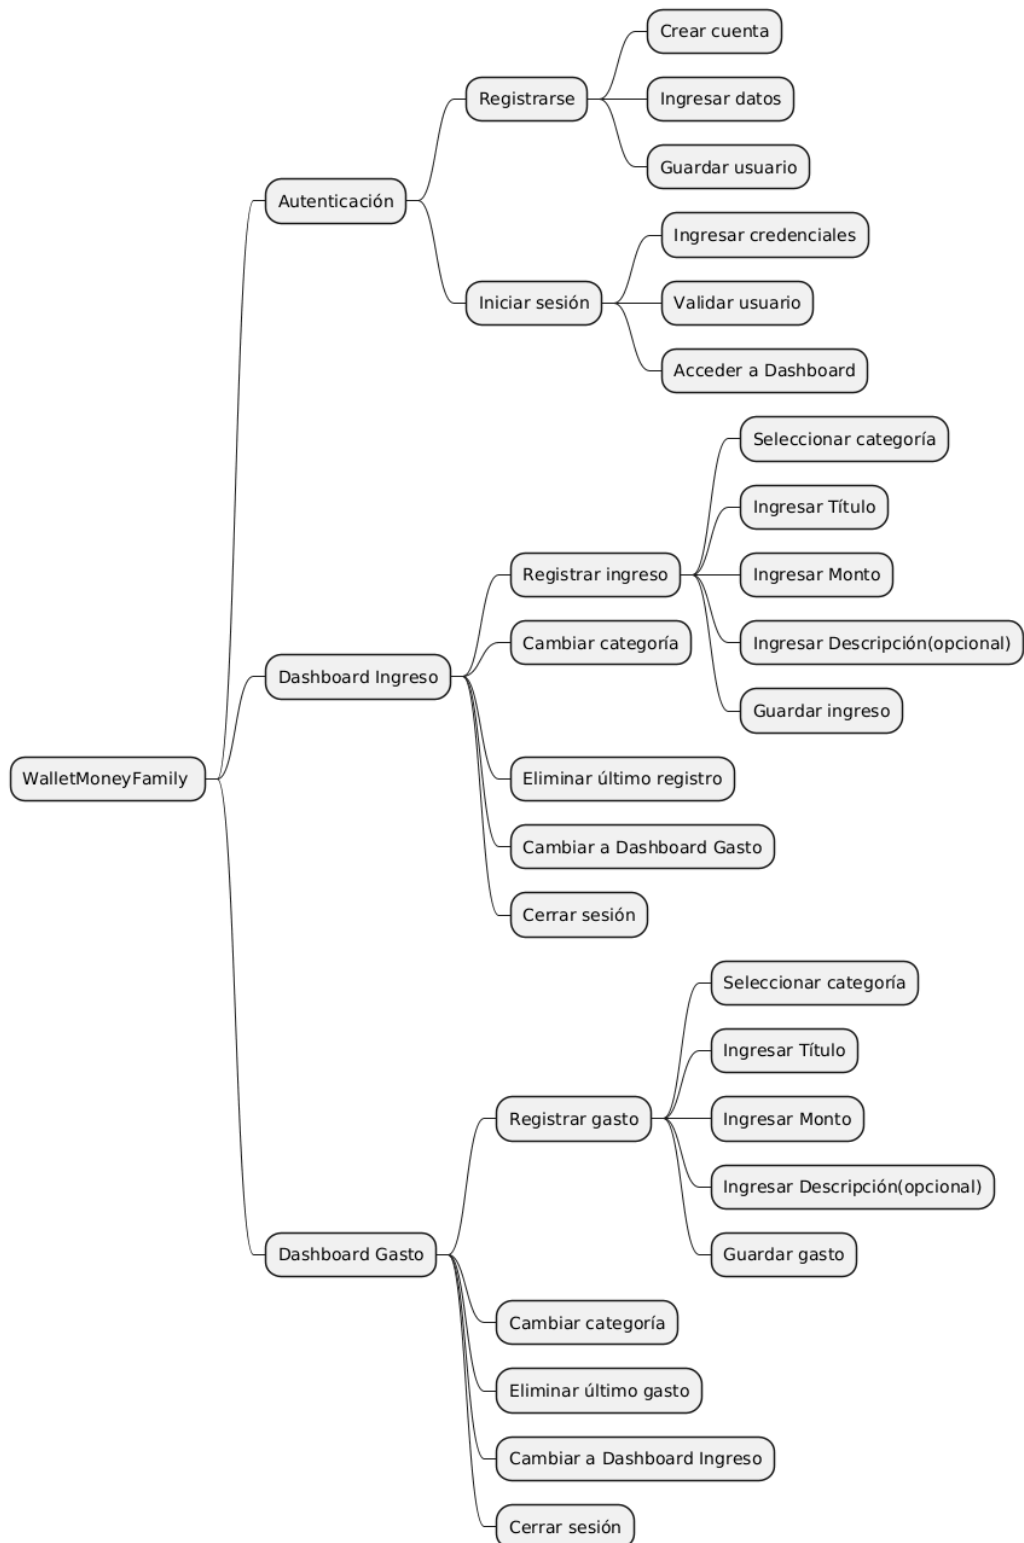 WalletMoneyFamily
Autenticación
Registrarse
Crear cuenta
Ingresar datos
Guardar usuario
Iniciar sesión
Ingresar credenciales
Validar usuario
Acceder a Dashboard
Dashboard Ingreso
Registrar ingreso
Seleccionar categoría
Ingresar Título
Ingresar Monto
Ingresar Descripción(opcional)
Guardar ingreso
Cambiar categoría
Eliminar último registro
Cambiar a Dashboard Gasto
Cerrar sesión
Dashboard Gasto
Registrar gasto
Seleccionar categoría
Ingresar Título
Ingresar Monto
Ingresar Descripción(opcional)
Guardar gasto
Cambiar categoría
Eliminar último gasto
Cambiar a Dashboard Ingreso
Cerrar sesión